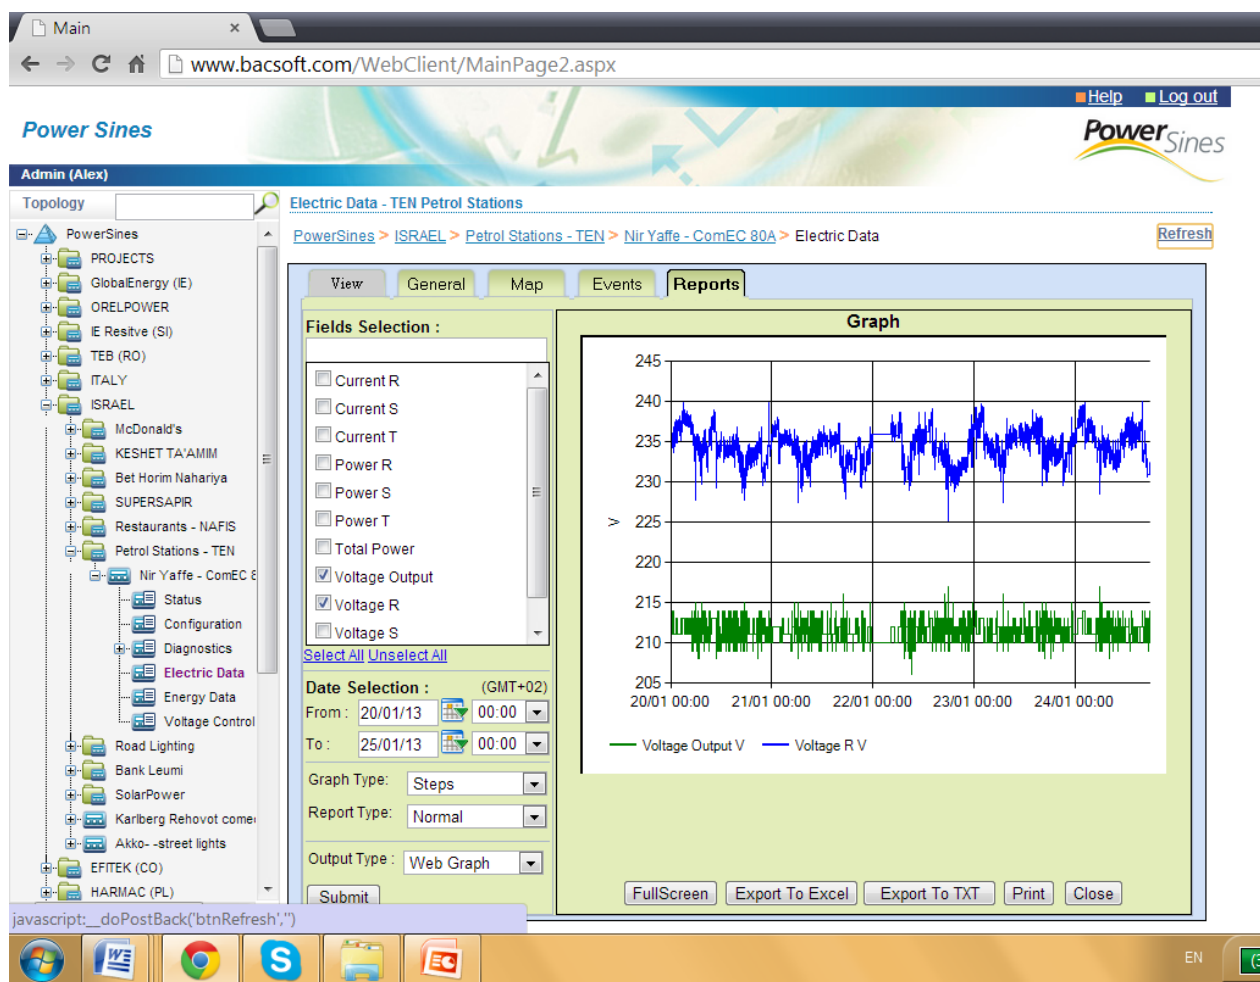 Main ×
www.bacsoft.com/WebClient/MainPage2.aspx
Help Log out
Power Sines
PowerSines
Admin (Alex)
Topology
PowerSines
PROJECTS
GlobalEnergy (IE)
ORELPOWER
IE Resitve (SI)
TEB (RO)
ITALY
ISRAEL
McDonald's
KESHET TA'AMIM
Bet Horim Nahariya
SUPERSAPIR
Restaurants - NAFIS
Petrol Stations - TEN
Nir Yaffe - ComEC 8
Status
Configuration
Diagnostics
Electric Data
Energy Data
Voltage Control
Road Lighting
Bank Leumi
SolarPower
Karlberg Rehovot come
Akko- -street lights
EFITEK (CO)
HARMAC (PL)
javascript:__doPostBack('btnRefresh','')
Electric Data - TEN Petrol Stations
PowerSines > ISRAEL > Petrol Stations - TEN > Nir Yaffe - ComEC 80A > Electric Data
Refresh
View General Map Events Reports
Fields Selection :
Current R
Current S
Current T
Power R
Power S
Power T
Total Power
Voltage Output
Voltage R
Voltage S
Select All Unselect All
Date Selection : (GMT+02)
From : 20/01/13 00:00
To : 25/01/13 00:00
Graph Type: Steps
Report Type: Normal
Output Type : Web Graph
Submit
Graph
245
240
235
230
225
220
215
210
205
V
20/01 00:00 21/01 00:00 22/01 00:00 23/01 00:00 24/01 00:00
Voltage Output V Voltage R V
FullScreen Export To Excel Export To TXT Print Close
EN